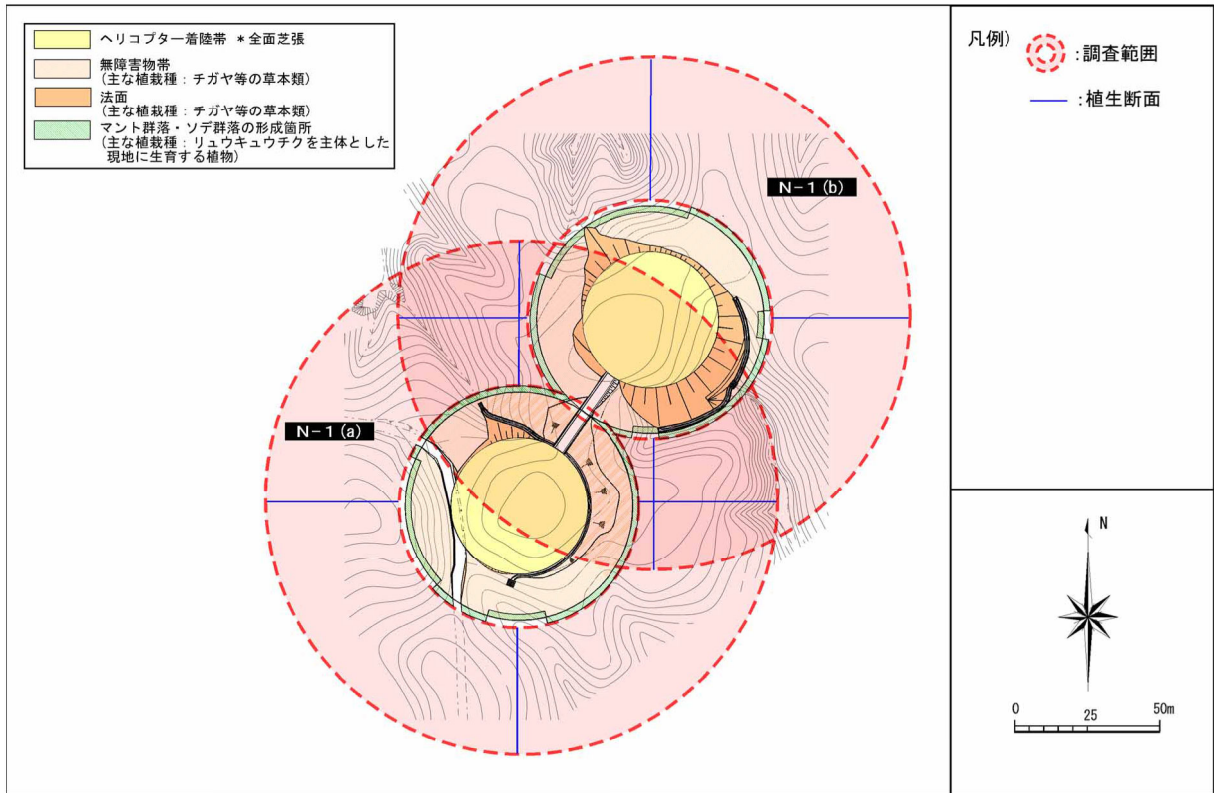 ヘリコプター着陸帯 *全面芝張
無障害物帯
(主な植栽種:チガヤ等の草本類)
法面
(主な植栽種:チガヤ等の草本類)
マント群落・ソデ群落の形成箇所
(主な植栽種:リュウキュウチクを主体とした
現地に生育する植物)
凡例)
:調査範囲
:植生断面
N-1(b)
N-1(a)
N
0 25 50m